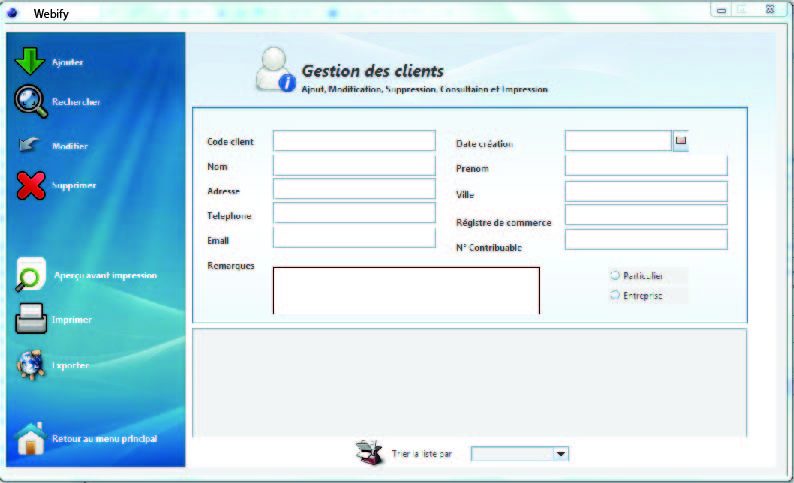 Webify
Ajouter
Rechercher
Modifier
Supprimer
Aperçu avant impression
Imprimer
Exporter
Retour au menu principal
Gestion des clients
Ajout, Modification, Suppression, Consultaion et Impression
Code client
Date création
Nom
Prenom
Adresse
Ville
Telephone
Régistre de commerce
Email
N° Contribuable
Remarques
Particulier
Entreprise
Trier la liste par